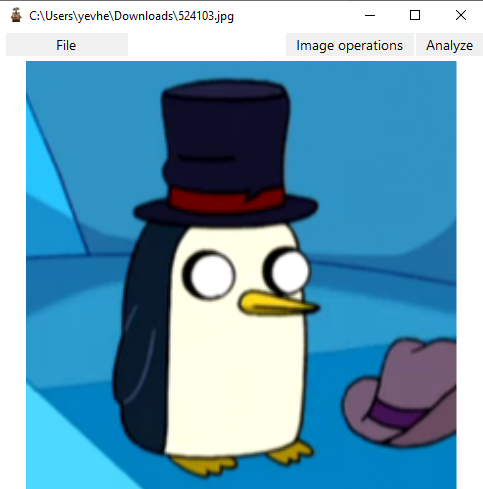 C:\Users\yevhe\Downloads\524103.jpg
File Image operations Analyze